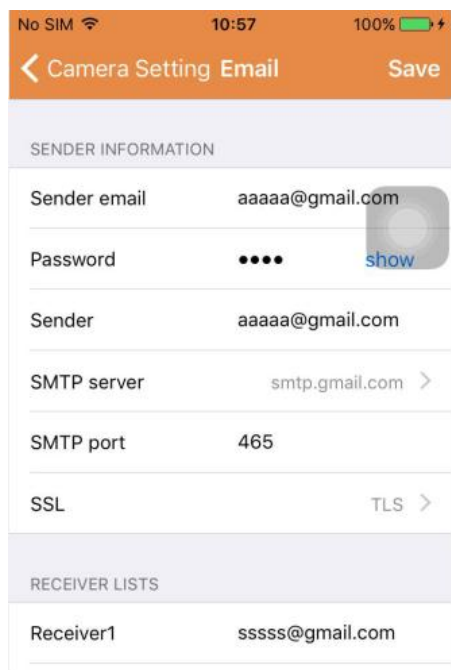 No SIM 10:57 100%
Camera Setting Email Save
SENDER INFORMATION
Sender email aaaaa@gmail.com
Password •••• show
Sender aaaaa@gmail.com
SMTP server smtp.gmail.com
SMTP port 465
SSL TLS
RECEIVER LISTS
Receiver1 sssss@gmail.com